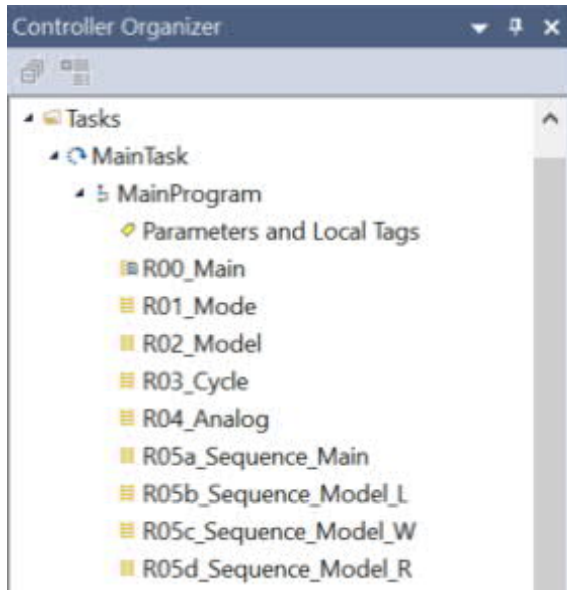 Controller Organizer
Tasks
MainTask
MainProgram
Parameters and Local Tags
R00_Main
R01_Mode
R02_Model
R03_Cycle
R04_Analog
R05a_Sequence_Main
R05b_Sequence_Model_L
R05c_Sequence_Model_W
R05d_Sequence_Model_R